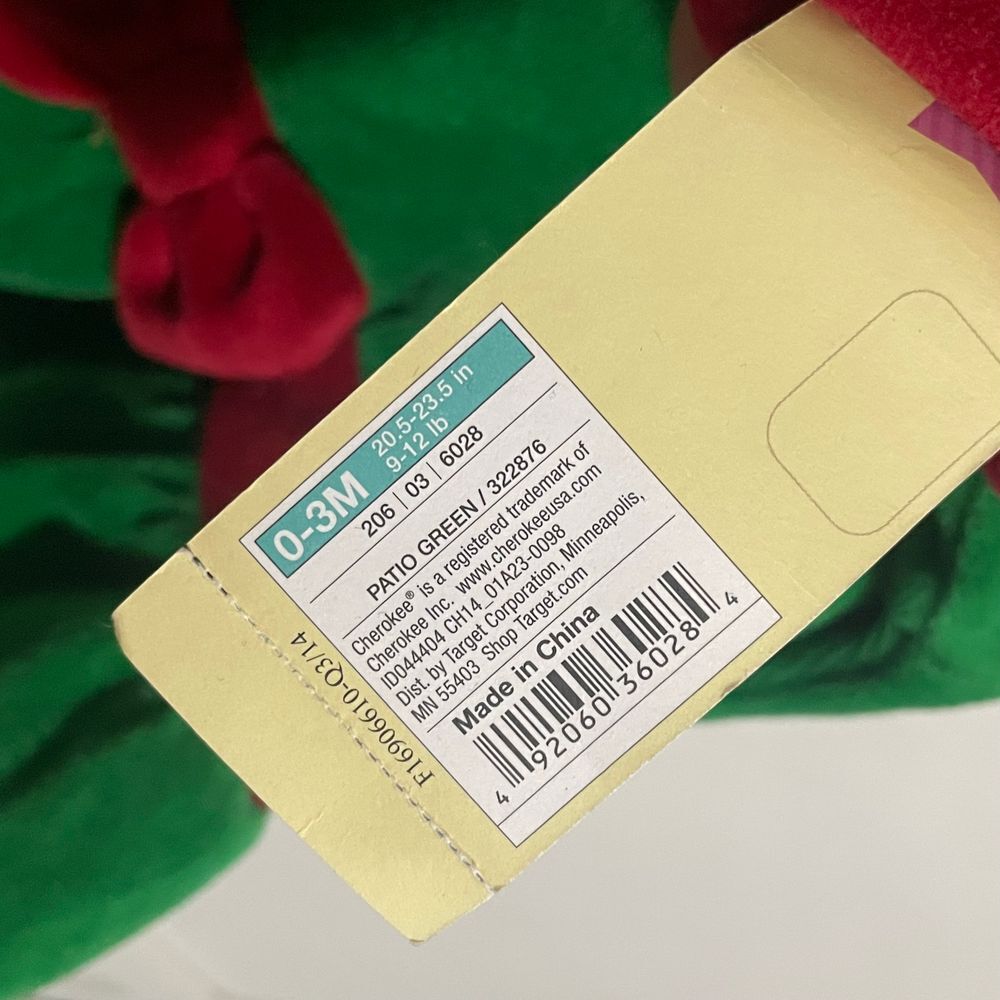 0-3M
20.5-23.5 in
9-12 lb
206 | 03 | 6028
PATIO GREEN / 322876
Cherokee® is a registered trademark of
Cherokee Inc. www.cherokeeusa.com
ID044404 CH14_01A23-0098
Dist. by Target Corporation, Minneapolis,
MN 55403 Shop Target.com
Made in China
4 92060 36028 4
F16906610-Q3/14